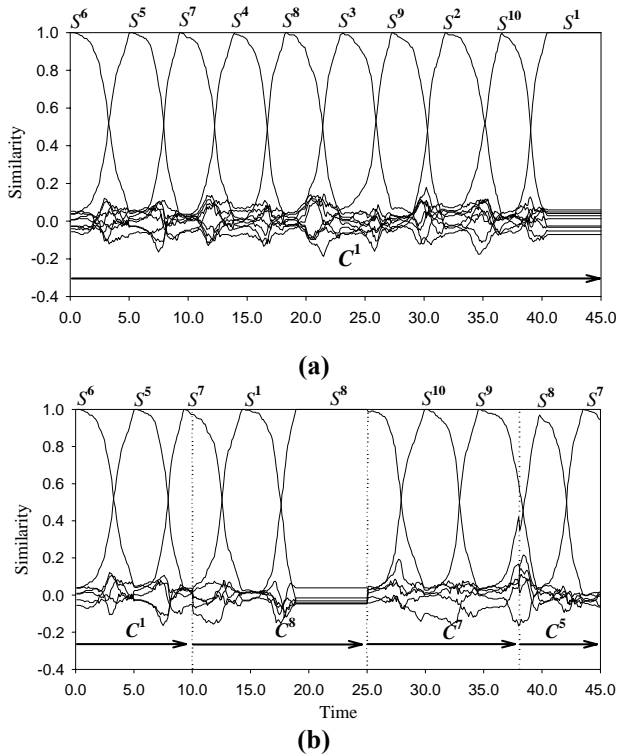 S⁶ S⁵ S⁷ S⁴ S⁸ S³ S⁹ S² S¹⁰ S¹
1.0
0.8
0.6
0.4
0.2
0.0
-0.2
-0.4
Similarity
C¹
0.0 5.0 10.0 15.0 20.0 25.0 30.0 35.0 40.0 45.0
(a)
S⁶ S⁵ S⁷ S¹ S⁸ S¹⁰ S⁹ S⁸ S⁷
1.0
0.8
0.6
0.4
0.2
0.0
-0.2
-0.4
Similarity
C¹ C⁸ C⁷ C⁵
0.0 5.0 10.0 15.0 20.0 25.0 30.0 35.0 40.0 45.0
Time
(b)